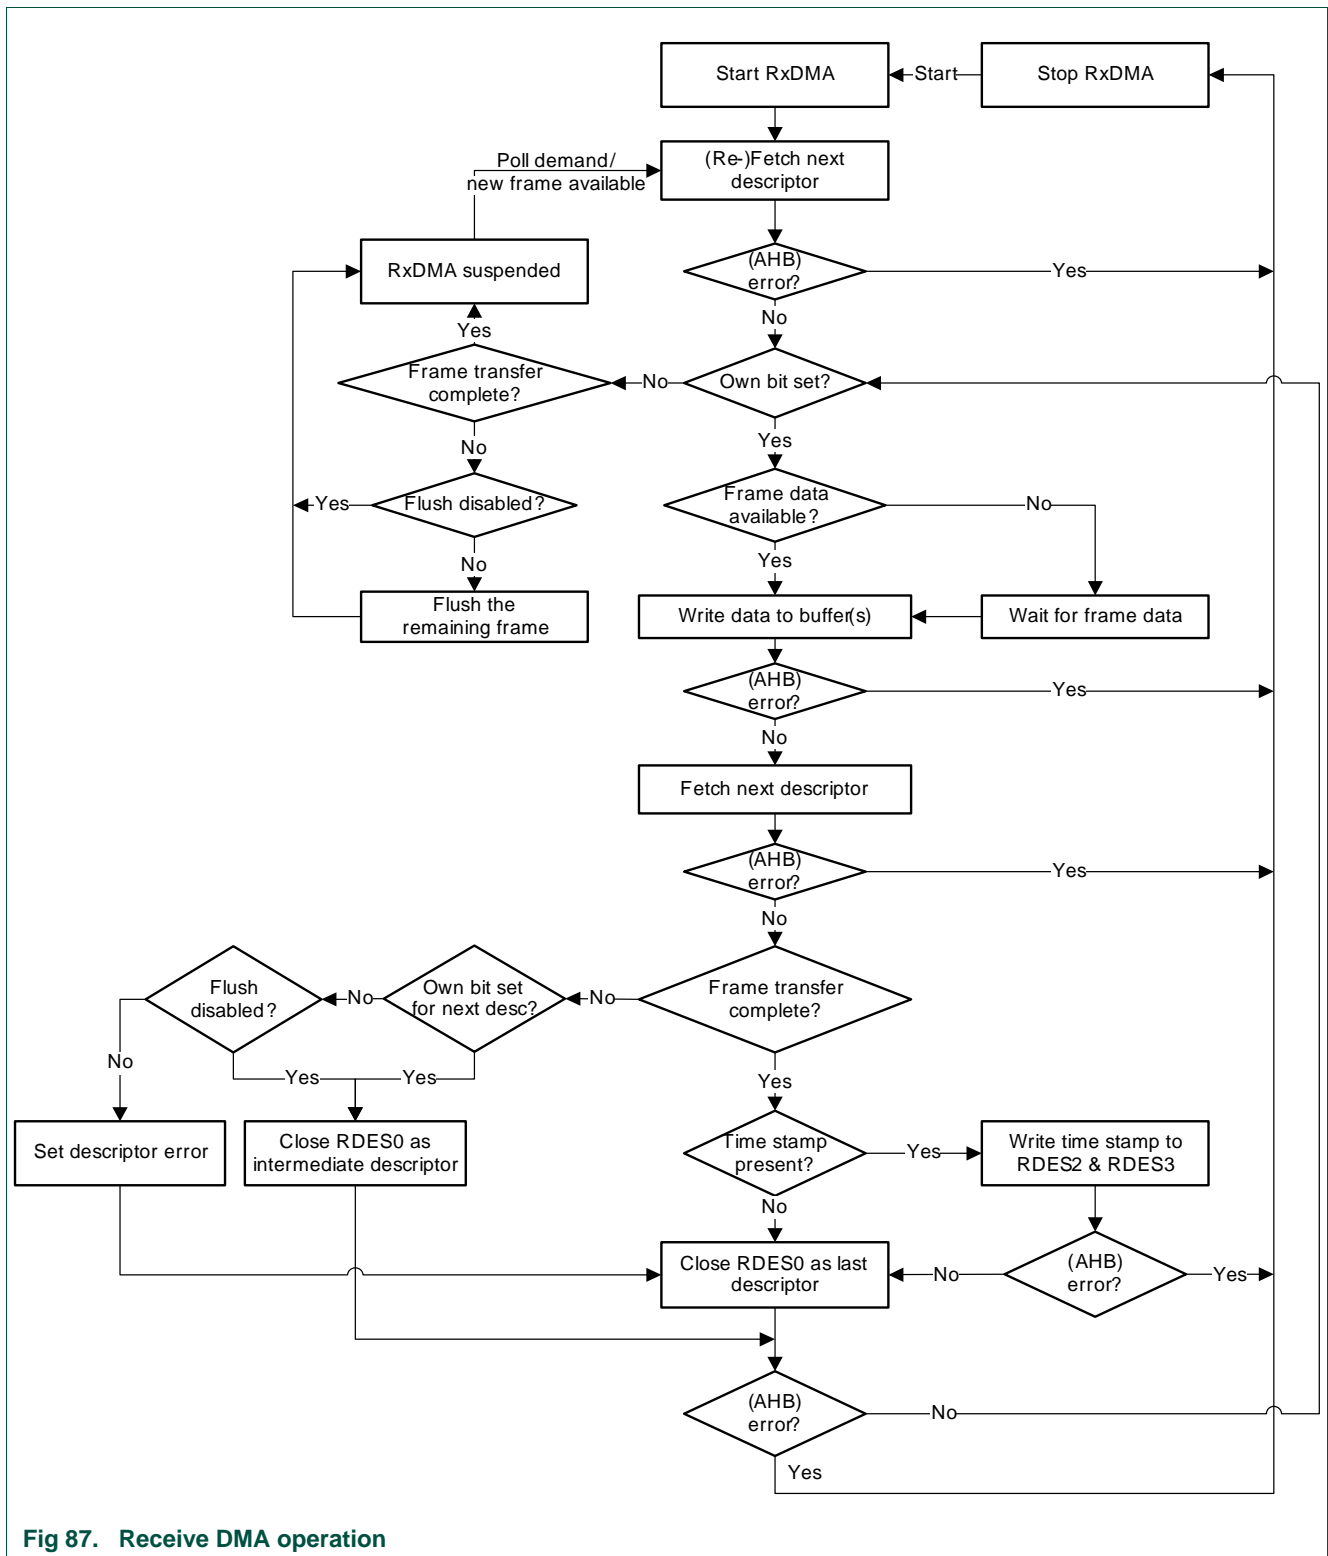 Start RxDMA
Start
Stop RxDMA
Poll demand/
new frame available
(Re-)Fetch next
descriptor
RxDMA suspended
(AHB)
error?
Yes
No
Yes
Frame transfer
complete?
No
Own bit set?
No
Yes
Yes
Flush disabled?
Frame data
available?
No
No
Yes
Flush the
remaining frame
Write data to buffer(s)
Wait for frame data
(AHB)
error?
Yes
No
Fetch next descriptor
(AHB)
error?
Yes
No
Flush
disabled?
No
Own bit set
for next desc?
No
Frame transfer
complete?
No
Yes
Yes
Yes
Set descriptor error
Close RDES0 as
intermediate descriptor
Time stamp
present?
Yes
Write time stamp to
RDES2 & RDES3
No
Close RDES0 as last
descriptor
No
(AHB)
error?
Yes
(AHB)
error?
No
Yes
Fig 87. Receive DMA operation